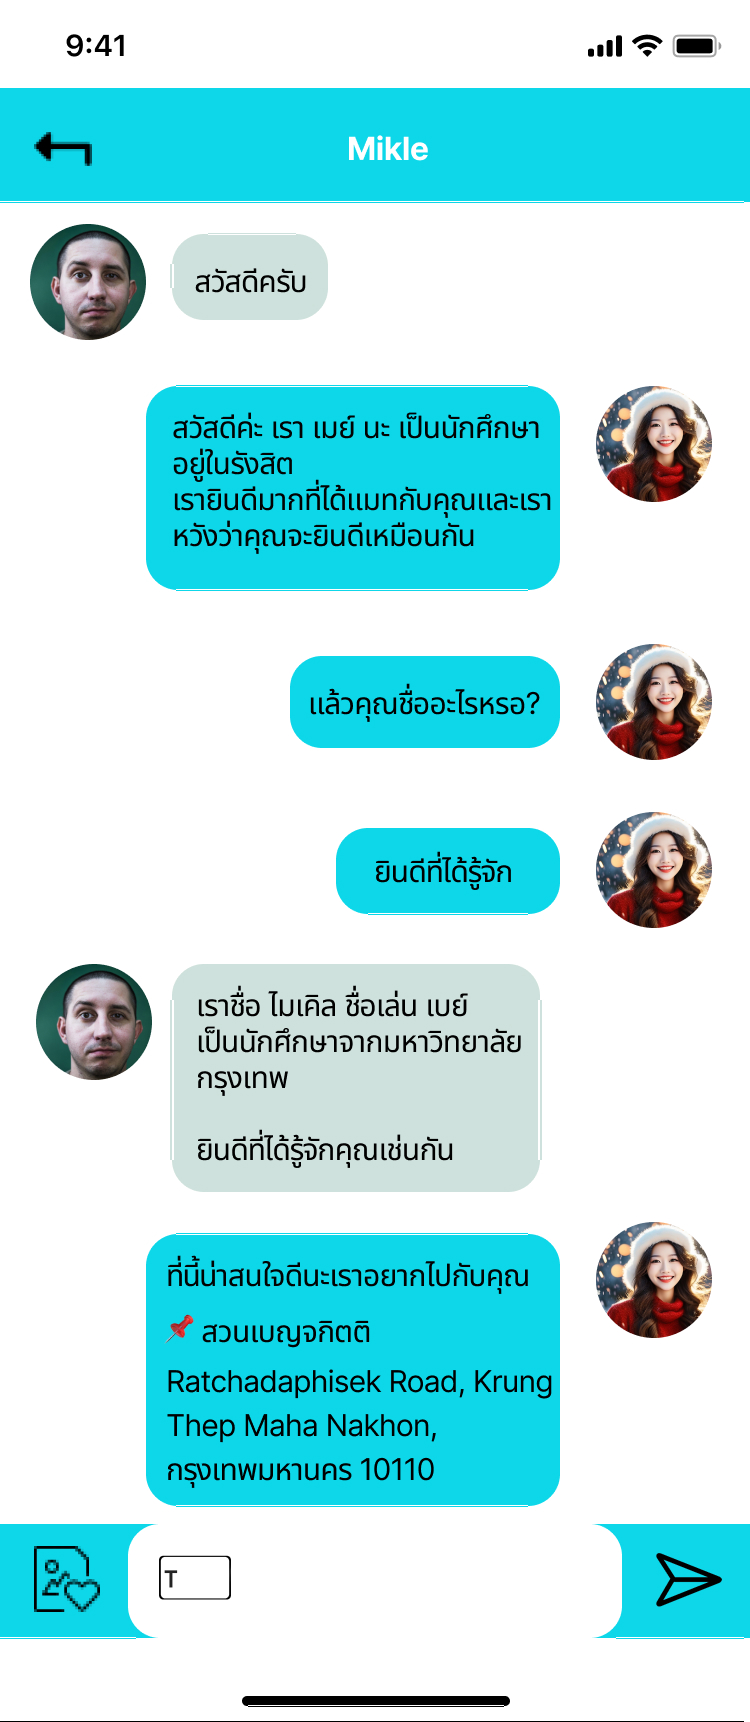 9:41
Mikle
สวัสดีครับ
สวัสดีค่ะ เรา เมย์ นะ เป็นนักศึกษา
อยู่ในรังสิต
เรายินดีมากที่ได้แมทกับคุณและเรา
หวังว่าคุณจะยินดีเหมือนกัน
แล้วคุณชื่ออะไรหรอ?
ยินดีที่ได้รู้จัก
เราชื่อ ไมเคิล ชื่อเล่น เบย์
เป็นนักศึกษาจากมหาวิทยาลัย
กรุงเทพ
ยินดีที่ได้รู้จักคุณเช่นกัน
ที่นี้น่าสนใจดีนะเราอยากไปกับคุณ
📌 สวนเบญจกิตติ
Ratchadaphisek Road, Krung
Thep Maha Nakhon,
กรุงเทพมหานคร 10110
T